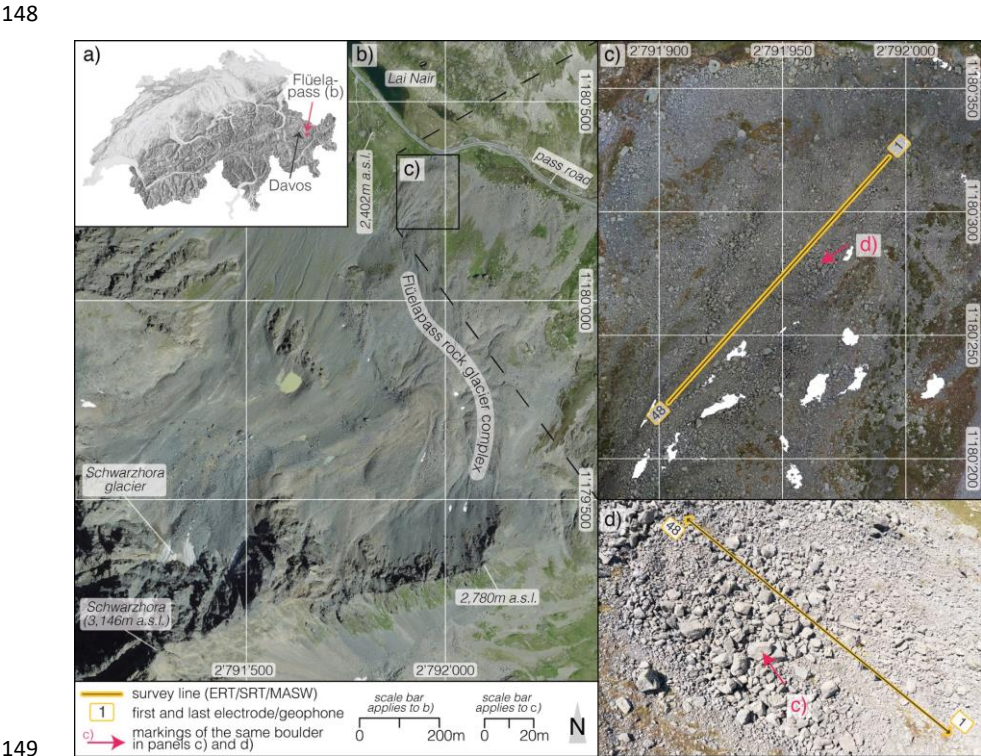 148
a)
Flüela-
pass (b)
Davos
b)
Lai Nair
1'180'500
2,402m a.s.l.
c)
pass road
Flüelapass rock glacier complex
1'180'000
1'179'500
Schwarzhora
glacier
Schwarzhora
(3,146m a.s.l.)
2,780m a.s.l.
2'791'500
2'792'000
c)
2'791'900
2'791'950
2'792'000
1'180'350
1
1'180'300
d)
1'180'250
48
1'180'200
d)
48
c)
1
survey line (ERT/SRT/MASW)
1
first and last electrode/geophone
c)
markings of the same boulder
in panels c) and d)
scale bar
applies to b)
0
200m
scale bar
applies to c)
0
20m
N
149